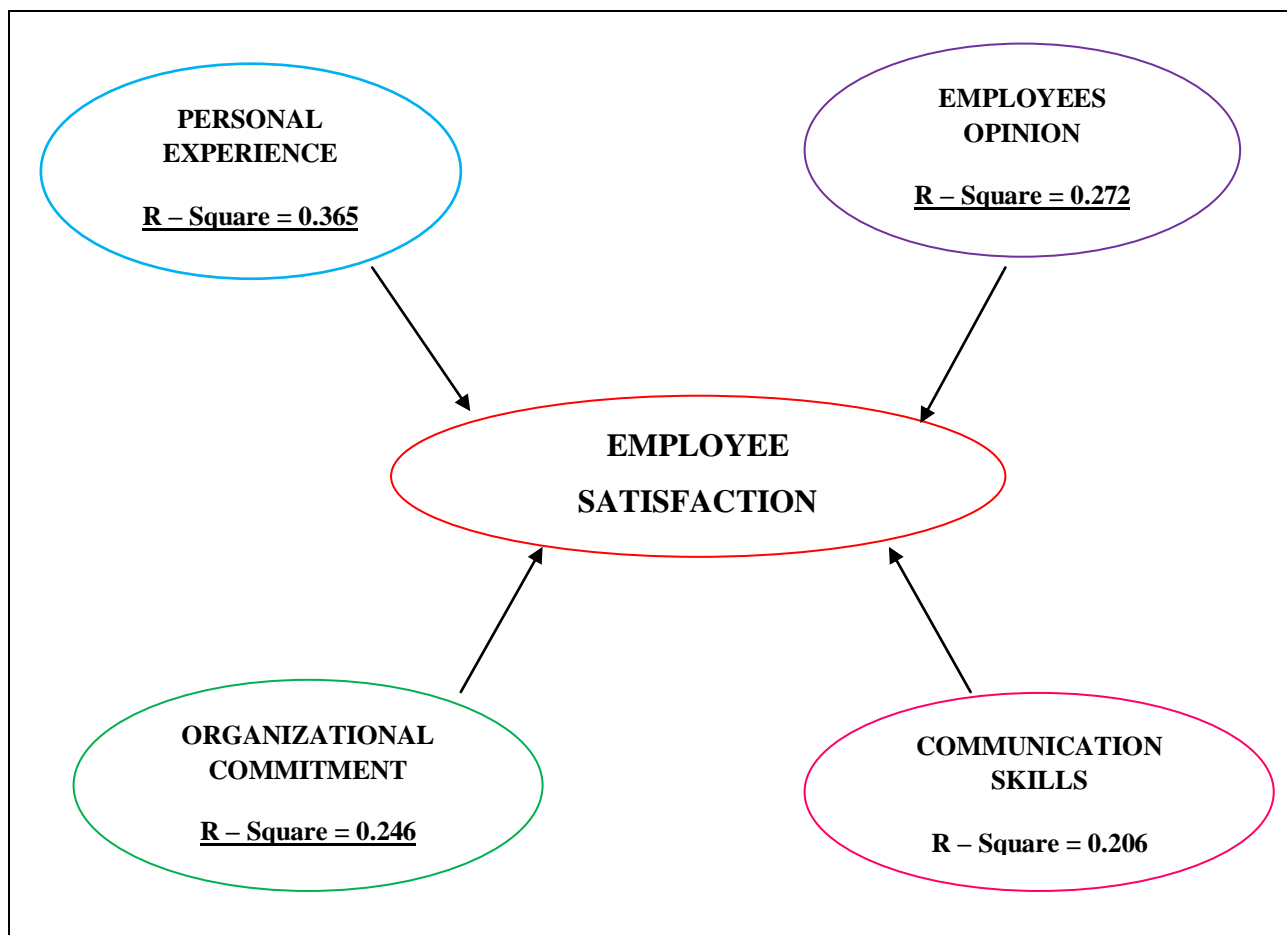 PERSONAL
EXPERIENCE
R – Square = 0.365
EMPLOYEES
OPINION
R – Square = 0.272
EMPLOYEE
SATISFACTION
ORGANIZATIONAL
COMMITMENT
R – Square = 0.246
COMMUNICATION
SKILLS
R – Square = 0.206